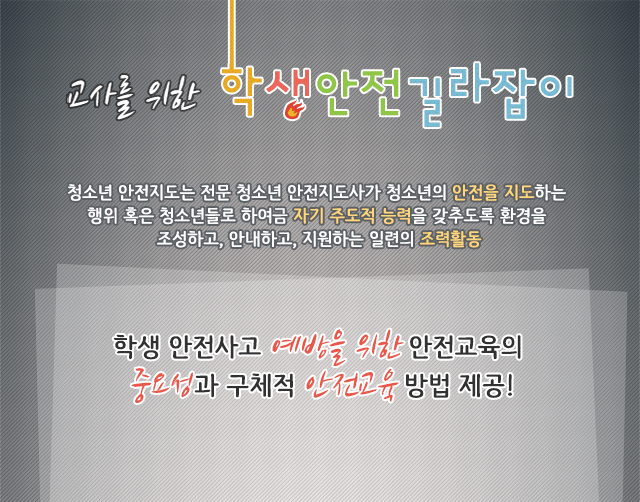 교사를 위한 학생안전길라잡이
청소년 안전지도는 전문 청소년 안전지도사가 청소년의 안전을 지도하는
행위 혹은 청소년들로 하여금 자기 주도적 능력을 갖추도록 환경을
조성하고, 안내하고, 지원하는 일련의 조력활동
학생 안전사고 예방을 위한 안전교육의
중요성과 구체적 안전교육 방법 제공!